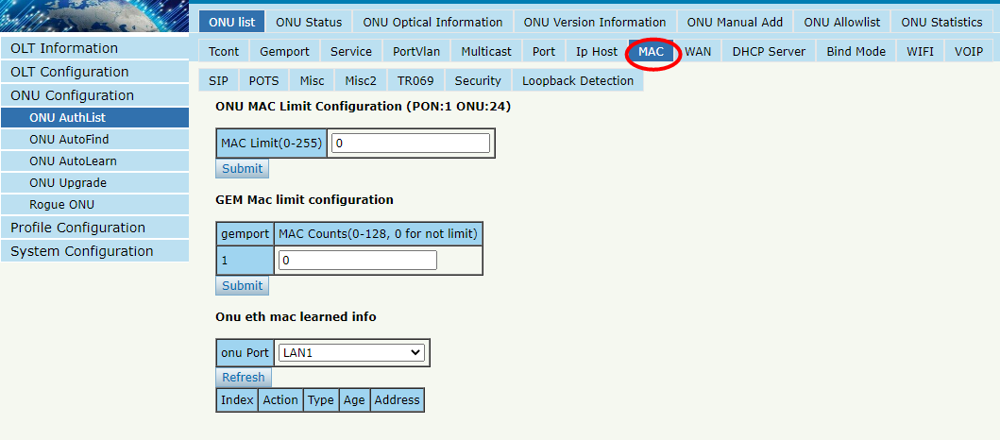 ONU list ONU Status ONU Optical Information ONU Version Information ONU Manual Add ONU Allowlist ONU Statistics
Tcont Gemport Service PortVlan Multicast Port Ip Host MAC WAN DHCP Server Bind Mode WIFI VOIP
SIP POTS Misc Misc2 TR069 Security Loopback Detection
OLT Information
OLT Configuration
ONU Configuration
ONU AuthList
ONU AutoFind
ONU AutoLearn
ONU Upgrade
Rogue ONU
Profile Configuration
System Configuration
ONU MAC Limit Configuration (PON:1 ONU:24)
MAC Limit(0-255) 0
Submit
GEM Mac limit configuration
gemport MAC Counts(0-128, 0 for not limit)
1 0
Submit
Onu eth mac learned info
onu Port LAN1
Refresh
Index Action Type Age Address